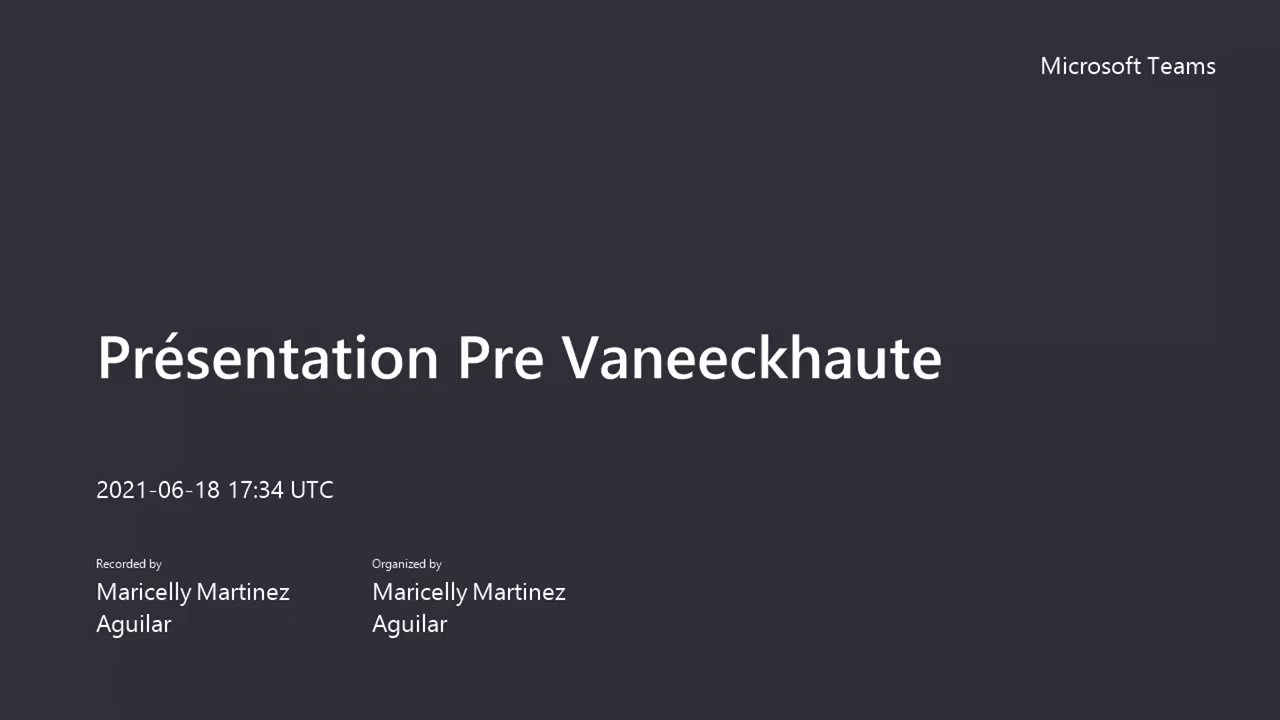 Microsoft Teams
Présentation Pre Vaneeckhaute
2021-06-18 17:34 UTC
Recorded by
Maricelly Martinez
Aguilar
Organized by
Maricelly Martinez
Aguilar